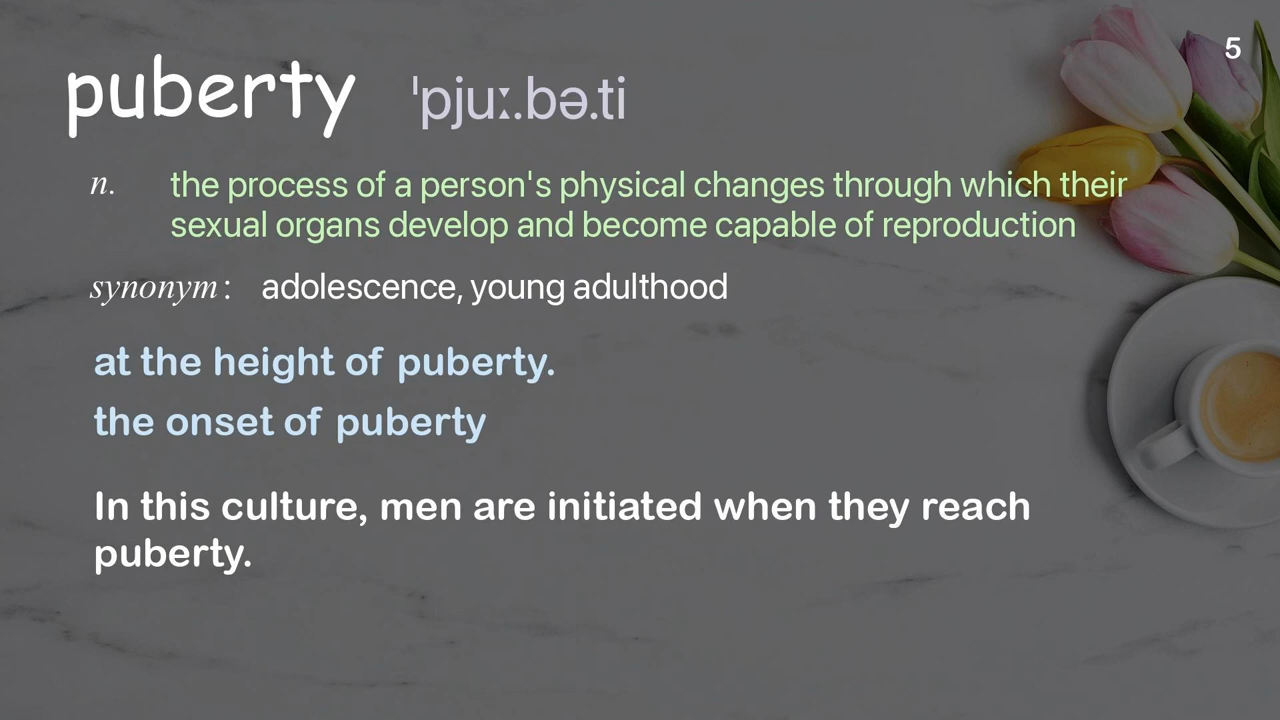 5
puberty ˈpjuː.bə.ti
n. the process of a person's physical changes through which their
sexual organs develop and become capable of reproduction
synonym: adolescence, young adulthood
at the height of puberty.
the onset of puberty
In this culture, men are initiated when they reach
puberty.